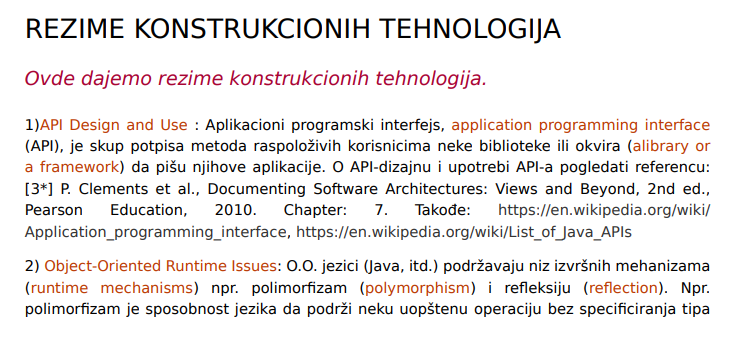 REZIME KONSTRUKCIONIH TEHNOLOGIJA
Ovde dajemo rezime konstrukcionih tehnologija.
1)API Design and Use : Aplikacioni programski interfejs, application programming interface
(API), je skup potpisa metoda raspoloživih korisnicima neke biblioteke ili okvira (alibrary or
a framework) da pišu njihove aplikacije. O API-dizajnu i upotrebi API-a pogledati referencu:
[3*] P. Clements et al., Documenting Software Architectures: Views and Beyond, 2nd ed.,
Pearson Education, 2010. Chapter: 7. Takođe: https://en.wikipedia.org/wiki/
Application_programming_interface, https://en.wikipedia.org/wiki/List_of_Java_APIs
2) Object-Oriented Runtime Issues: O.O. jezici (Java, itd.) podržavaju niz izvršnih mehanizama
(runtime mechanisms) npr. polimorfizam (polymorphism) i refleksiju (reflection). Npr.
polimorfizam je sposobnost jezika da podrži neku uopštenu operaciju bez specificiranja tipa